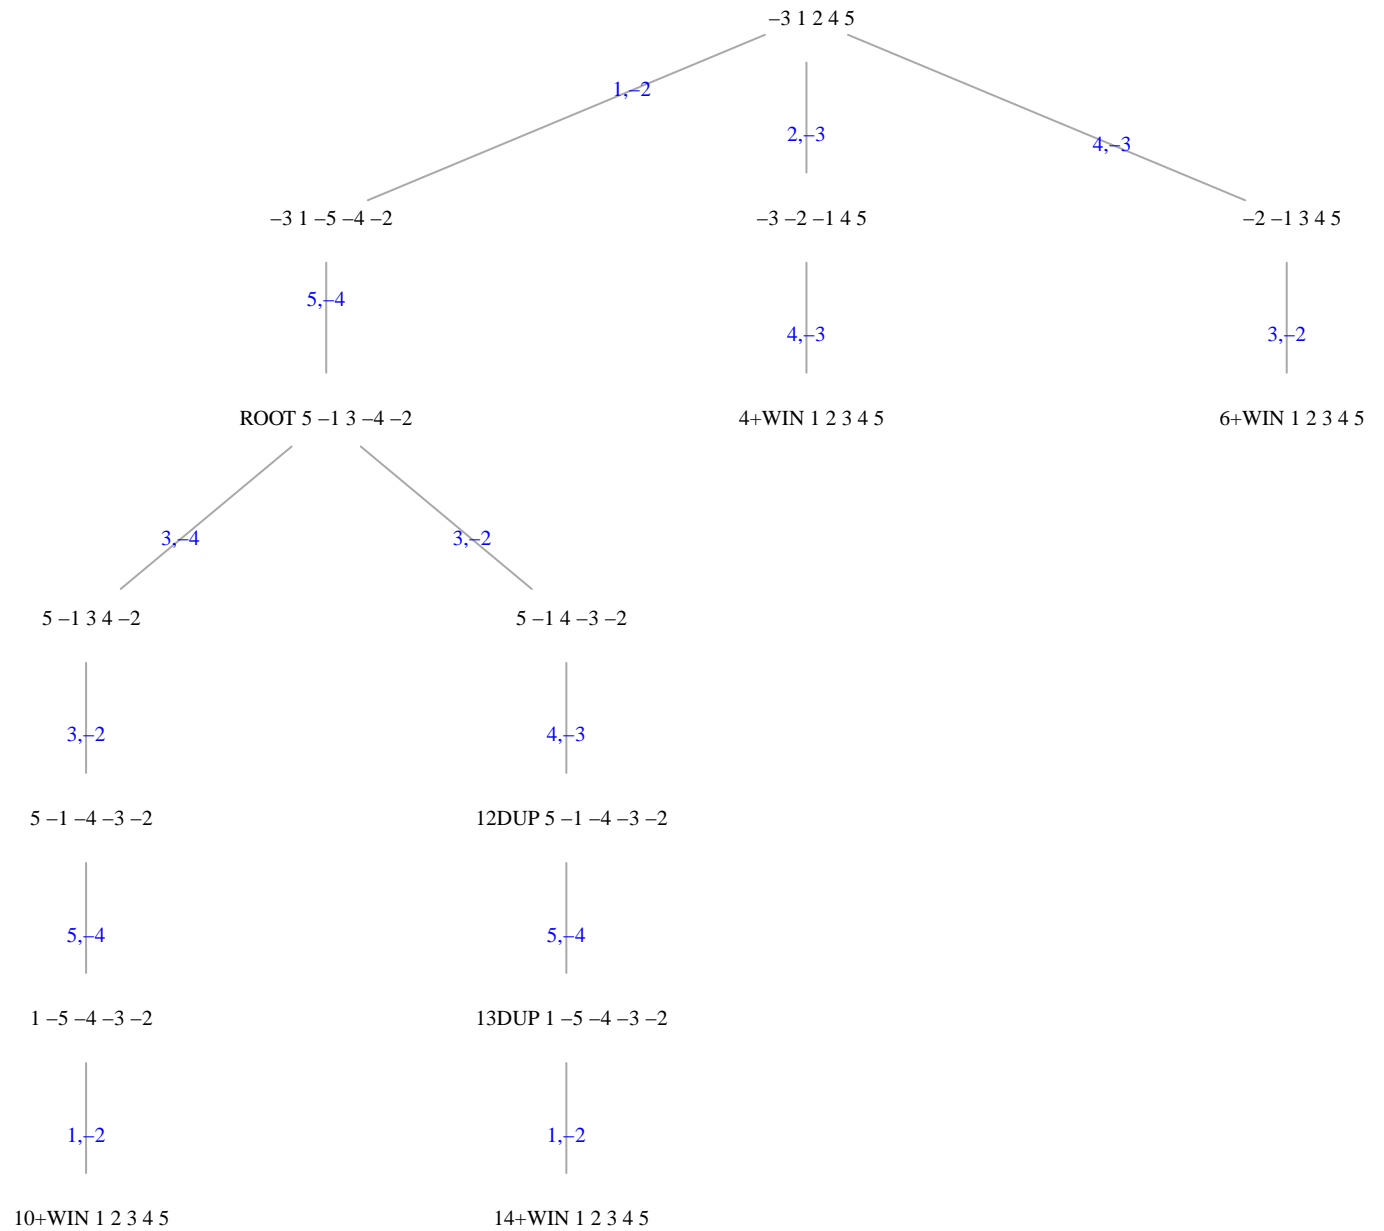 –3 1 2 4 5
1,–2
2,–3
4,–3
–3 1 –5 –4 –2
–3 –2 –1 4 5
–2 –1 3 4 5
5,–4
4,–3
3,–2
ROOT 5 –1 3 –4 –2
4+WIN 1 2 3 4 5
6+WIN 1 2 3 4 5
3,–4
3,–2
5 –1 3 4 –2
5 –1 4 –3 –2
3,–2
4,–3
5 –1 –4 –3 –2
12DUP 5 –1 –4 –3 –2
5,–4
5,–4
1 –5 –4 –3 –2
13DUP 1 –5 –4 –3 –2
1,–2
1,–2
10+WIN 1 2 3 4 5
14+WIN 1 2 3 4 5